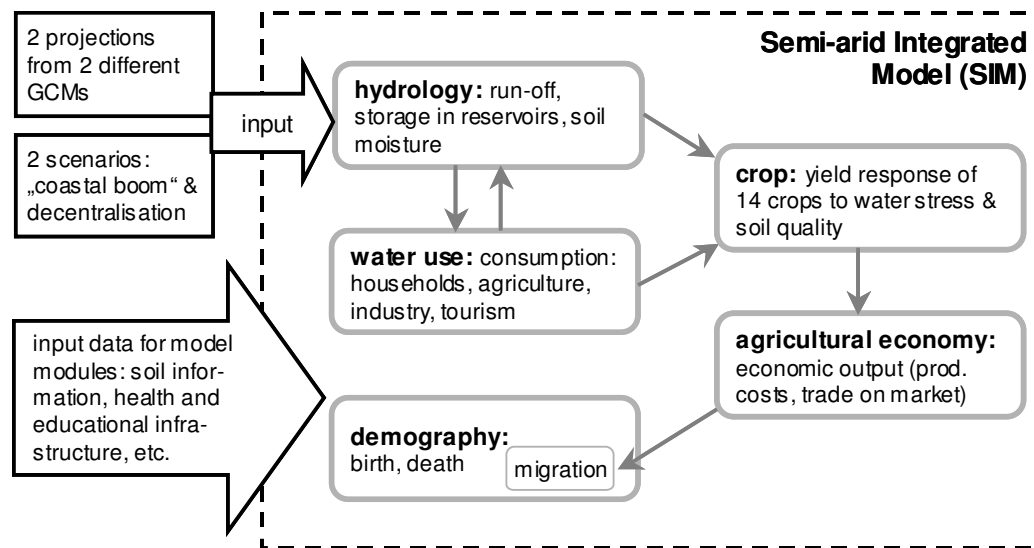 2 projections
from 2 different
GCMs
2 scenarios:
„coastal boom“ &
decentralisation
input
input data for model
modules: soil infor-
mation, health and
educational infra-
structure, etc.
Semi-arid Integrated
Model (SIM)
hydrology: run-off,
storage in reservoirs, soil
moisture
water use: consumption:
households, agriculture,
industry, tourism
crop: yield response of
14 crops to water stress &
soil quality
agricultural economy:
economic output (prod.
costs, trade on market)
demography:
birth, death
migration